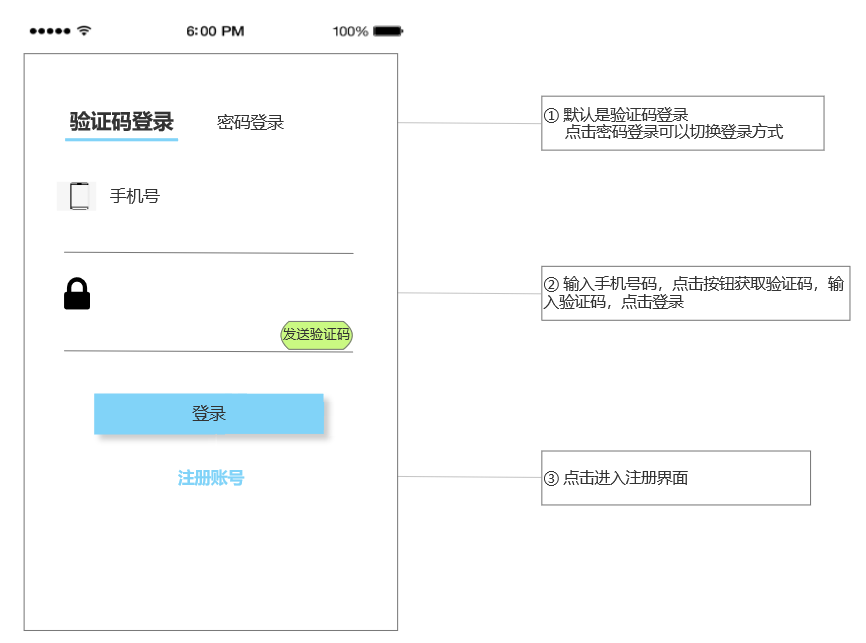 6:00 PM
100%
验证码登录
密码登录
① 默认是验证码登录
点击密码登录可以切换登录方式
手机号
② 输入手机号码，点击按钮获取验证码，输
入验证码，点击登录
发送验证码
登录
注册账号
③ 点击进入注册界面